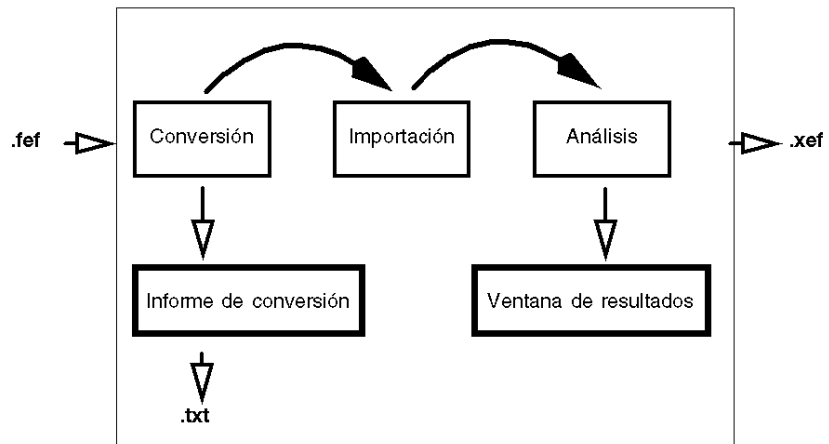 .fef
Conversión
Importación
Análisis
.xef
Informe de conversión
Ventana de resultados
.txt